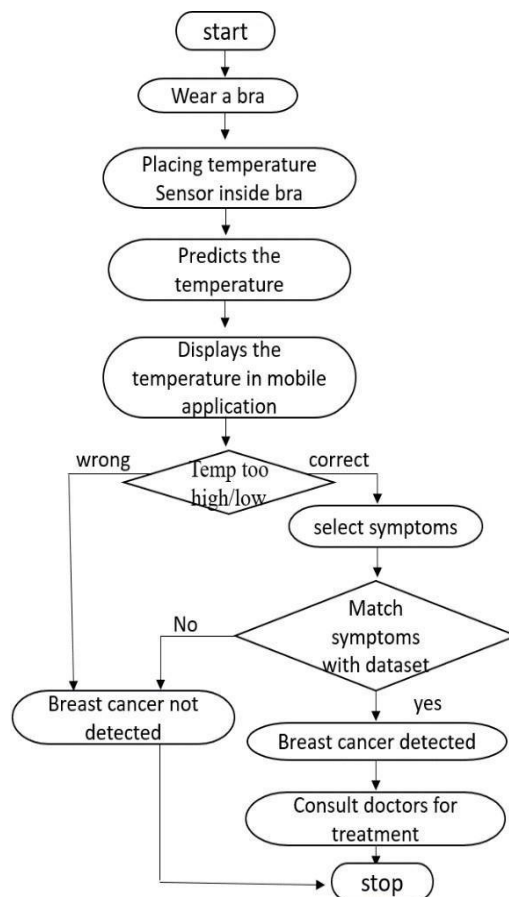 start
Wear a bra
Placing temperature
Sensor inside bra
Predicts the
temperature
Displays the
temperature in mobile
application
wrong
Temp too
high/low
correct
select symptoms
Match
symptoms
with dataset
No
yes
Breast cancer not
detected
Breast cancer detected
Consult doctors for
treatment
stop